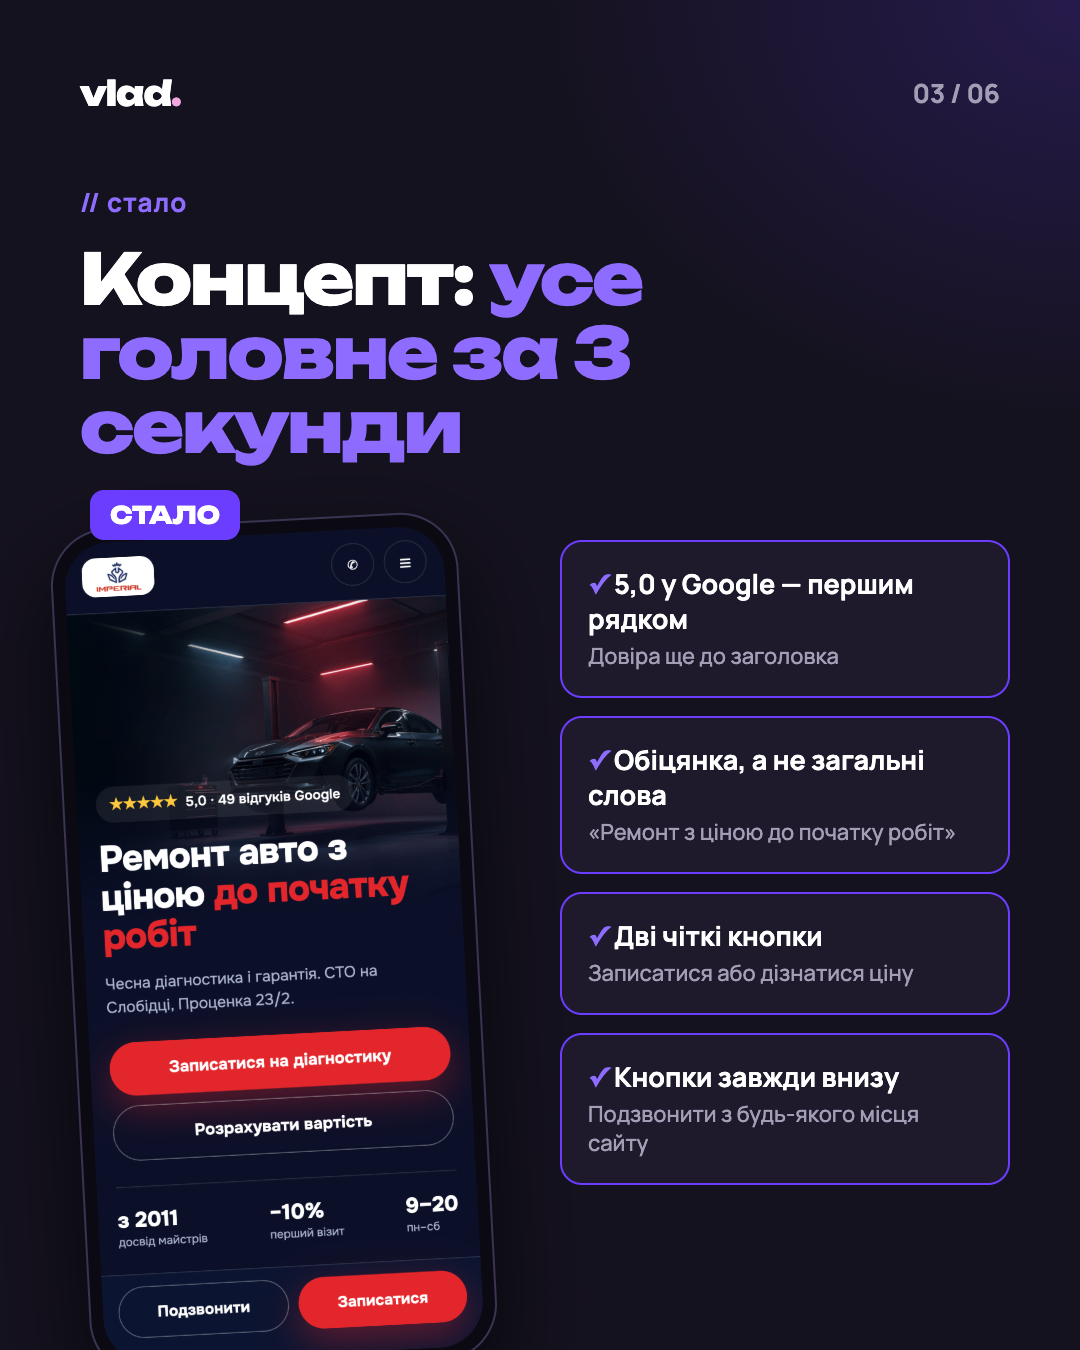 vlad.
03 / 06
// стало
Концепт: усе
головне за 3
секунди
СТАЛО
IMPERIAL
★★★★★ 5,0 · 49 відгуків Google
Ремонт авто з
ціною до початку
робіт
Чесна діагностика і гарантія. СТО на
Слобідці, Проценка 23/2.
Записатися на діагностику
Розрахувати вартість
з 2011
досвід майстрів
−10%
перший візит
9–20
пн–сб
Подзвонити
Записатися
✓5,0 у Google — першим
рядком
Довіра ще до заголовка
✓Обіцянка, а не загальні
слова
«Ремонт з ціною до початку робіт»
✓Дві чіткі кнопки
Записатися або дізнатися ціну
✓Кнопки завжди внизу
Подзвонити з будь-якого місця
сайту